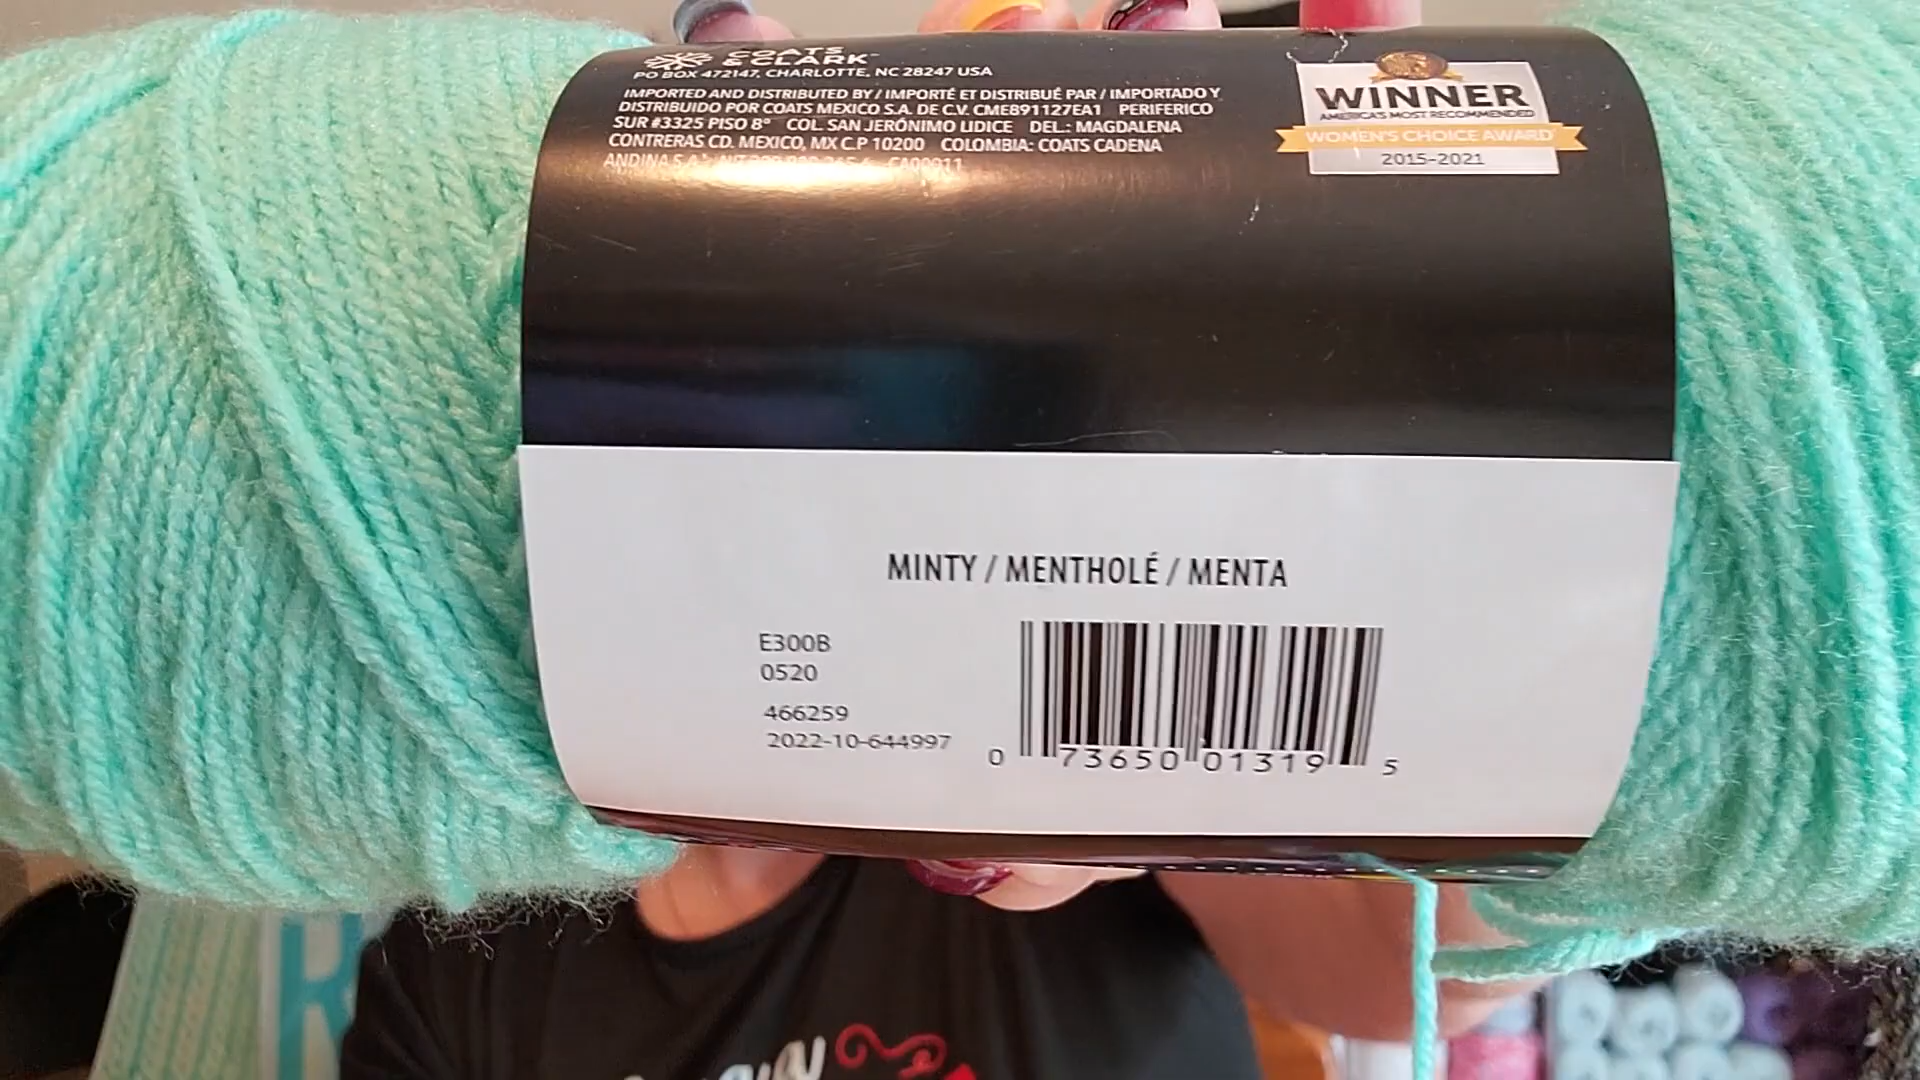 COATS
& CLARK™
PO BOX 472147, CHARLOTTE, NC 28247 USA
IMPORTED AND DISTRIBUTED BY / IMPORTÉ ET DISTRIBUÉ PAR / IMPORTADO Y
DISTRIBUIDO POR COATS MEXICO S.A. DE C.V. CME891127EA1 PERIFERICO
SUR #3325 PISO 8° COL. SAN JERÓNIMO LIDICE DEL.: MAGDALENA
CONTRERAS CD. MEXICO, MX C.P 10200 COLOMBIA: COATS CADENA
ANDINA S.A. CA00011
WINNER
AMERICA'S MOST RECOMMENDED
WOMEN'S CHOICE AWARD
2015-2021
MINTY / MENTHOLÉ / MENTA
E300B
0520
466259
2022-10-644997
0 73650 01319 5
R